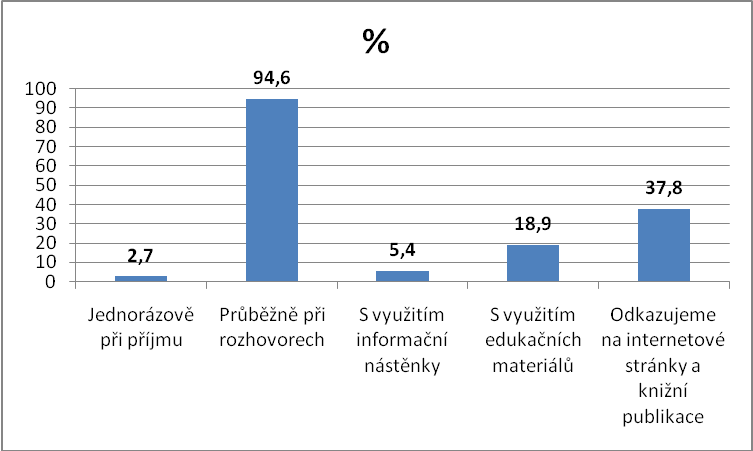 %
100
90
80
70
60
50
40
30
20
10
0
2,7
94,6
5,4
18,9
37,8
Jednorázově
při příjmu
Průběžně při
rozhovorech
S využitím
informační
nástěnky
S využitím
edukačních
materiálů
Odkazujeme
na internetové
stránky a
knižní
publikace